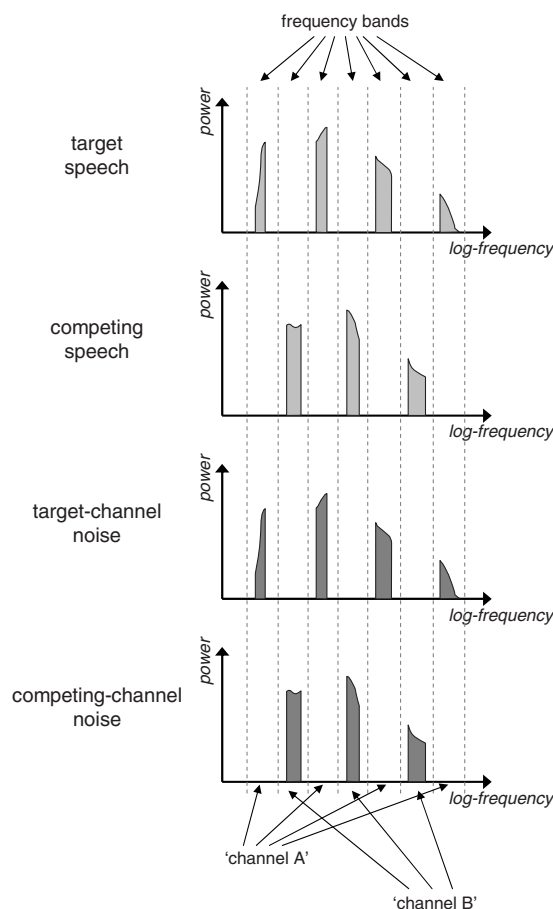 frequency bands
power
target
speech
log-frequency
power
competing
speech
log-frequency
power
target-channel
noise
log-frequency
power
competing-channel
noise
log-frequency
‘channel A’
‘channel B’